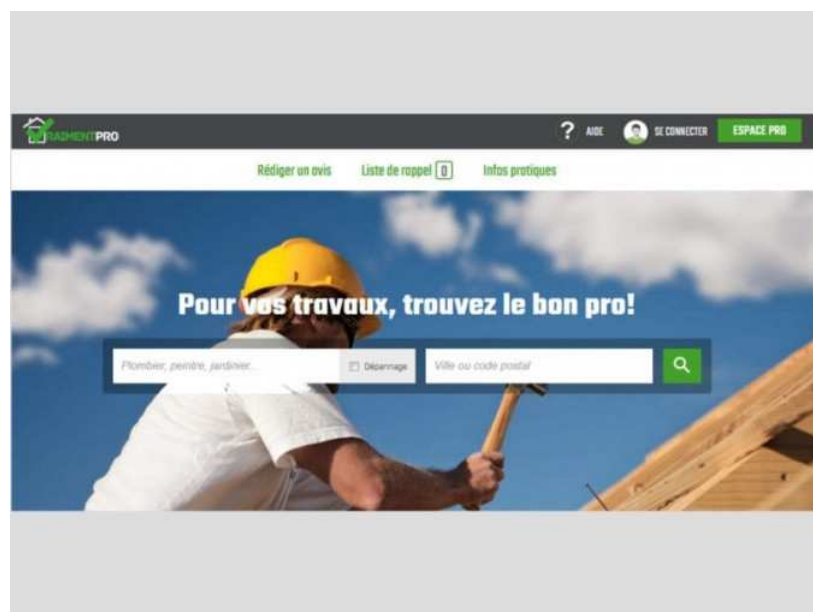 VRAIMENTPRO
? AIDE SE CONNECTER ESPACE PRO
Rédiger un avis Liste de rappel 0 Infos pratiques
Pour vos travaux, trouvez le bon pro!
Plombier, peintre, jardinier... Dépannage Ville ou code postal